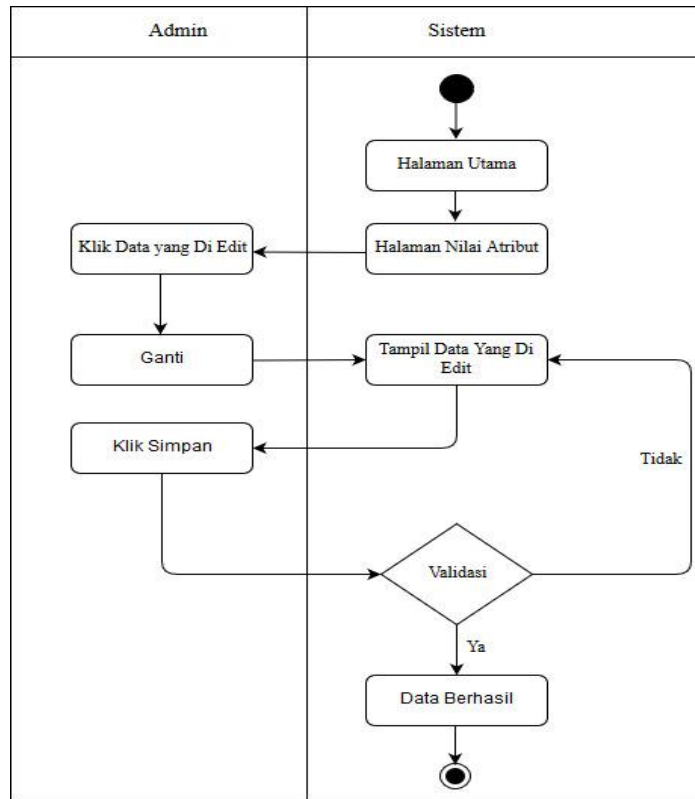 Admin
Sistem
Halaman Utama
Klik Data yang Di Edit
Halaman Nilai Atribut
Ganti
Tampil Data Yang Di
Edit
Klik Simpan
Tidak
Validasi
Ya
Data Berhasil